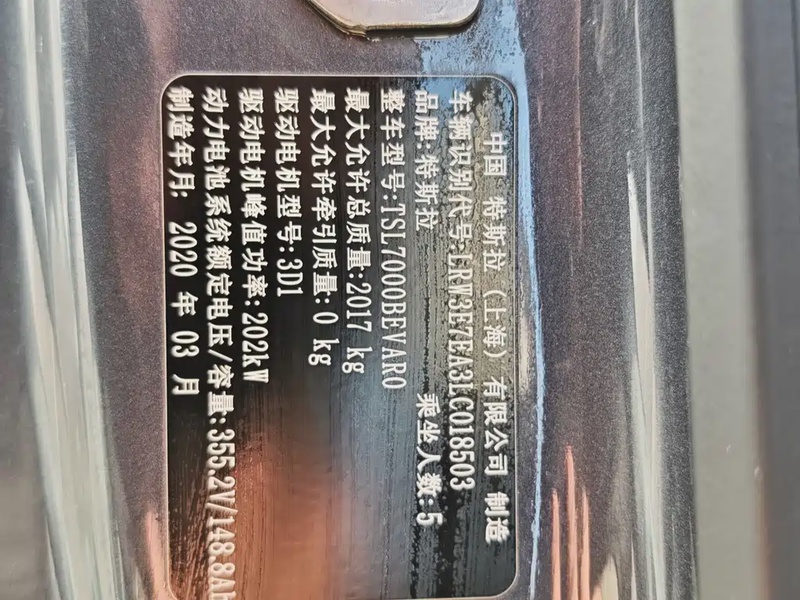 中国 特斯拉（上海）有限公司 制造
车辆识别代号:LRW3E7EA3LC018503
品牌:特斯拉 乘坐人数:5
整车型号:TSL7000BEVAR0
最大允许总质量:2017 kg
最大允许牵引质量:0 kg
驱动电机型号:3D1
驱动电机峰值功率:202kW
动力电池系统额定电压/容量:355.2V/148.8Ah
制造年月: 2020 年 03 月